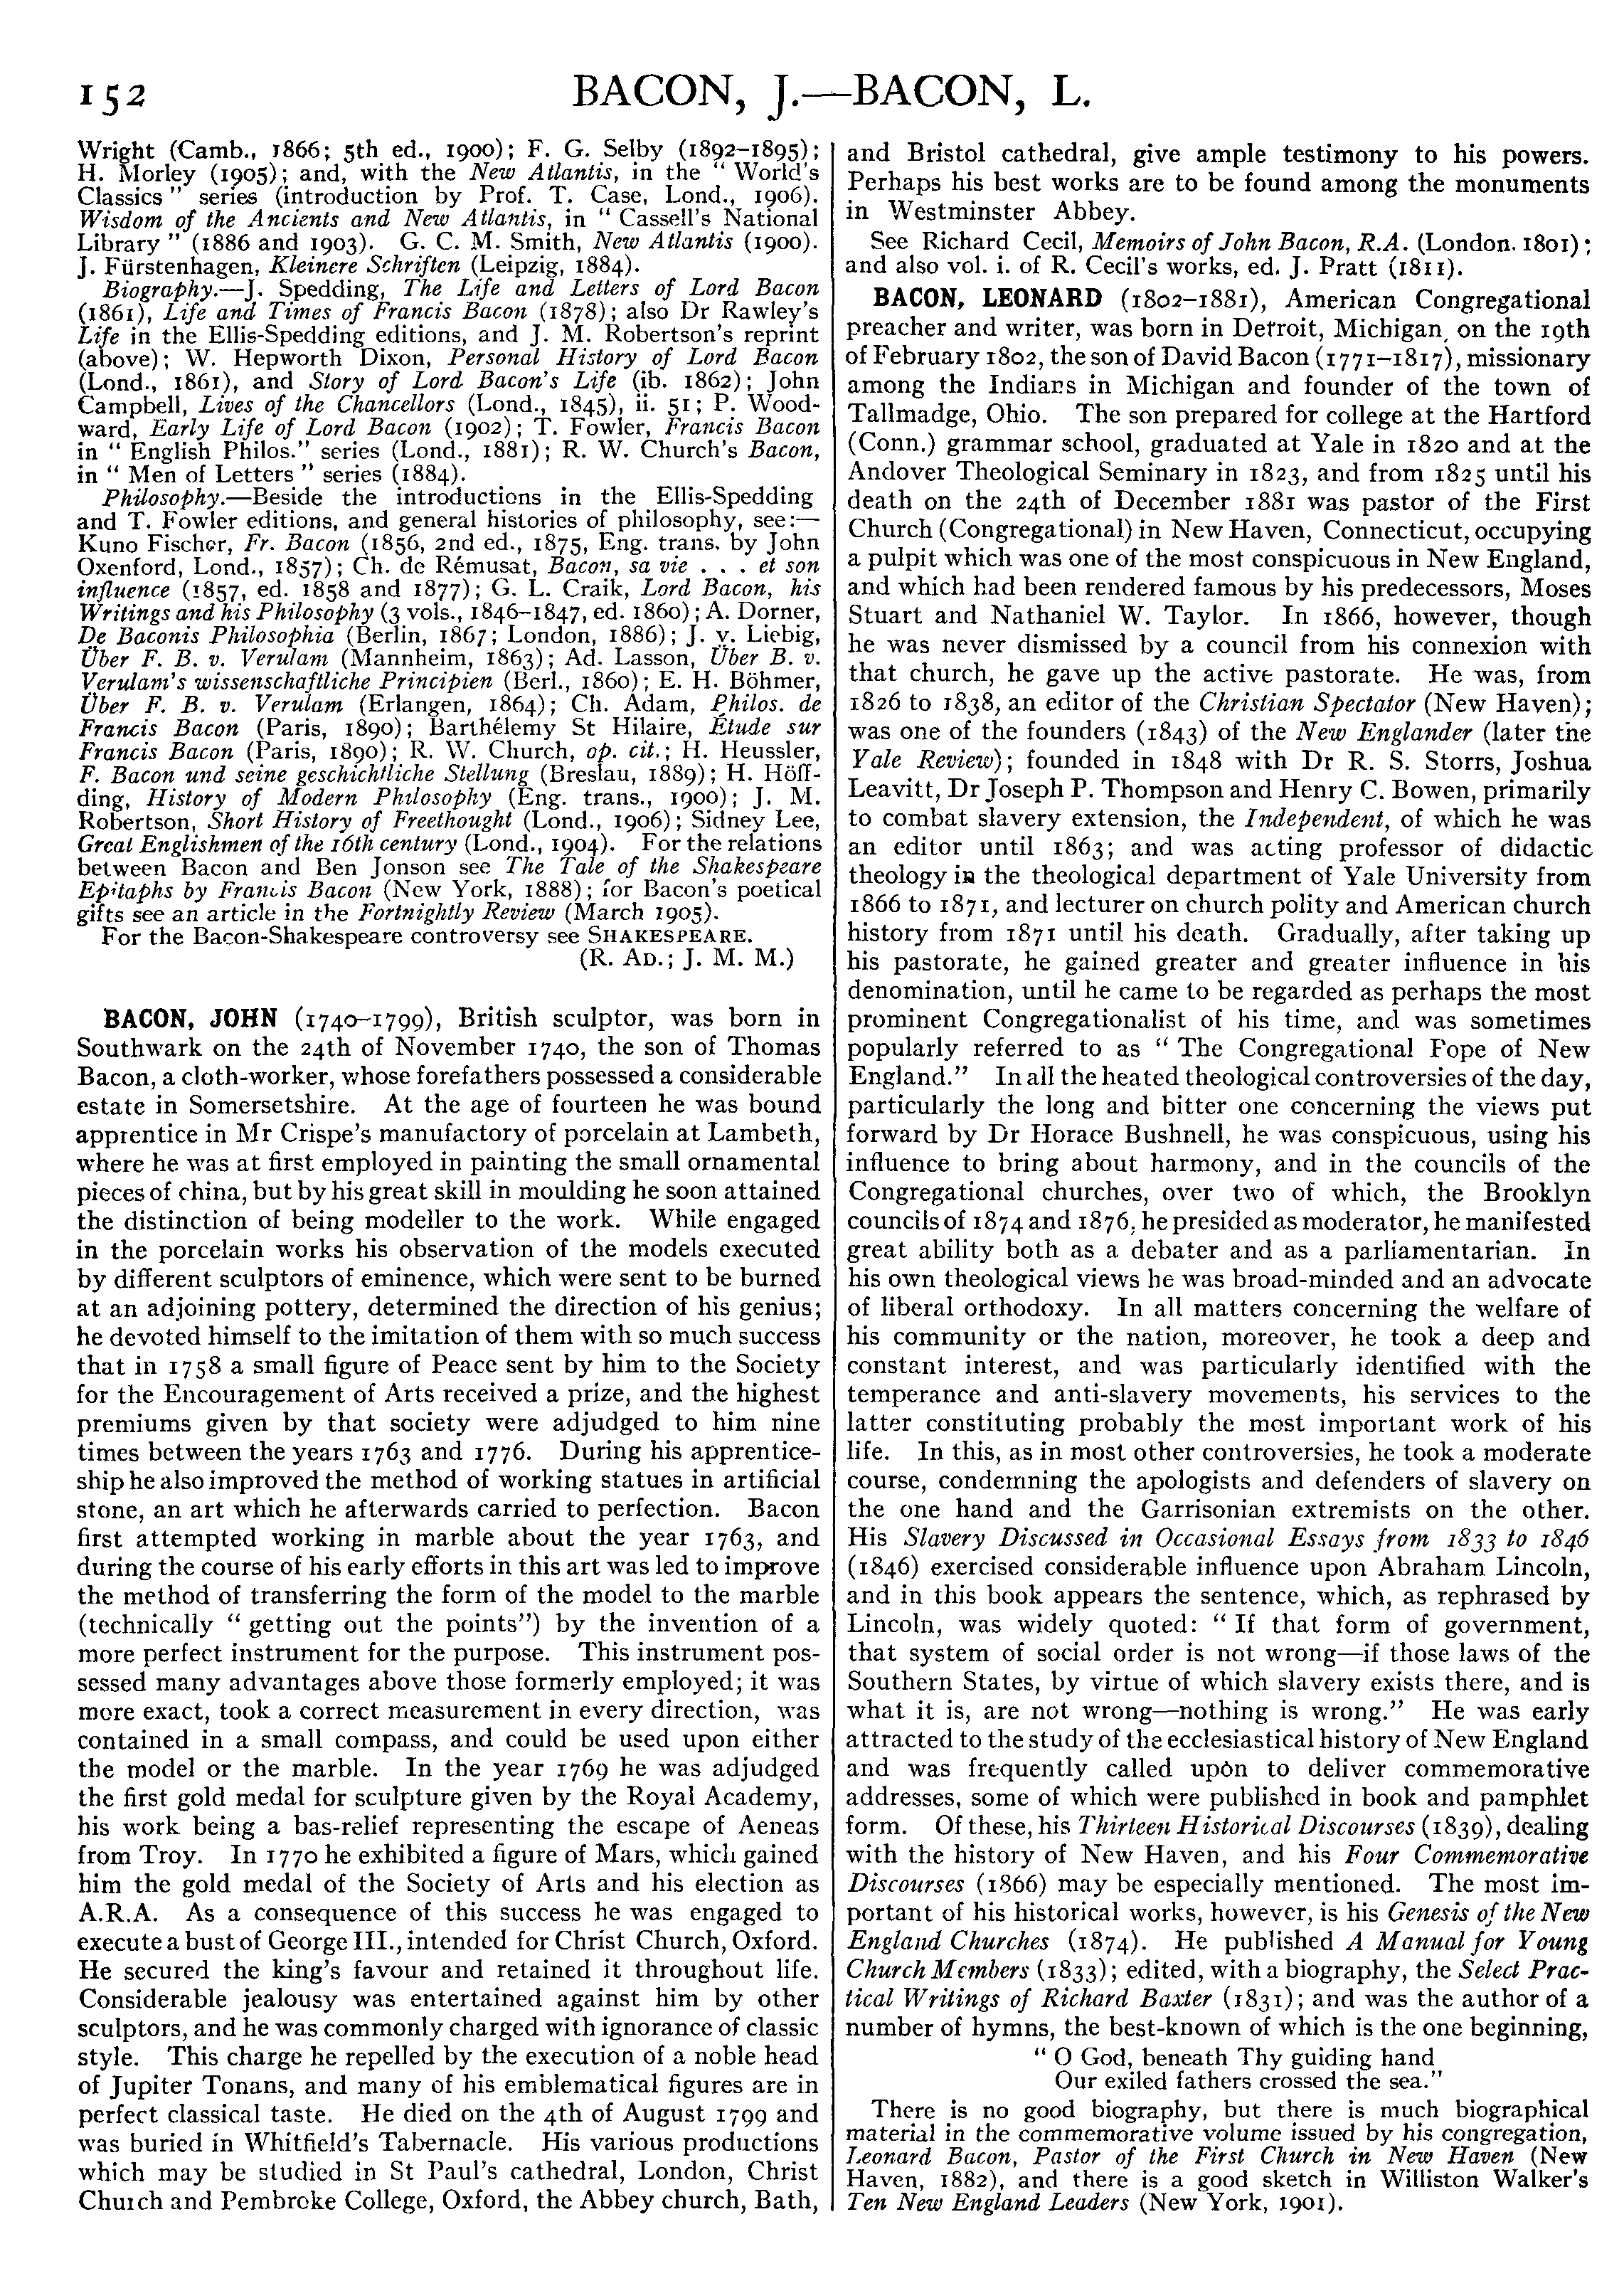 152
BACON, J.—BACON, L.
Wright (Camb., 1866; 5th ed., 1900); F. G. Selby (1892–1895);
H. Morley (1905); and, with the New Atlantis, in the “ World's
Classics ” series (introduction by Prof. T. Case, Lond., 1906).
Wisdom of the Ancients and New Atlantis, in “ Cassell's National
Library ” (1886 and 1903). G. C. M. Smith, New Atlantis (1900).
J. Fürstenhagen, Kleinere Schriften (Leipzig, 1884).
Biography.—J. Spedding, The Life and Letters of Lord Bacon
(1861), Life and Times of Francis Bacon (1878); also Dr Rawley's
Life in the Ellis-Spedding editions, and J. M. Robertson's reprint
(above); W. Hepworth Dixon, Personal History of Lord Bacon
(Lond., 1861), and Story of Lord Bacon's Life (ib. 1862); John
Campbell, Lives of the Chancellors (Lond., 1845), ii. 51; P. Wood-
ward, Early Life of Lord Bacon (1902); T. Fowler, Francis Bacon
in “ English Philos.” series (Lond., 1881); R. W. Church's Bacon,
in “ Men of Letters ” series (1884).
Philosophy.—Beside the introductions in the Ellis-Spedding
and T. Fowler editions, and general histories of philosophy, see:—
Kuno Fischer, Fr. Bacon (1856, 2nd ed., 1875, Eng. trans. by John
Oxenford, Lond., 1857); Ch. de Rémusat, Bacon, sa vie . . . et son
influence (1857, ed. 1858 and 1877); G. L. Craik, Lord Bacon, his
Writings and his Philosophy (3 vols., 1846–1847, ed. 1860); A. Dorner,
De Baconis Philosophia (Berlin, 1867; London, 1886); J. v. Liebig,
Über F. B. v. Verulam (Mannheim, 1863); Ad. Lasson, Über B. v.
Verulam's wissenschaftliche Principien (Berl., 1860); E. H. Böhmer,
Über F. B. v. Verulam (Erlangen, 1864); Ch. Adam, Philos. de
Francis Bacon (Paris, 1890); Barthélemy St Hilaire, Étude sur
Francis Bacon (Paris, 1890); R. W. Church, op. cit.; H. Heussler,
F. Bacon und seine geschichtliche Stellung (Breslau, 1889); H. Höff-
ding, History of Modern Philosophy (Eng. trans., 1900); J. M.
Robertson, Short History of Freethought (Lond., 1906); Sidney Lee,
Great Englishmen of the 16th century (Lond., 1904). For the relations
between Bacon and Ben Jonson see The Tale of the Shakespeare
Epitaphs by Francis Bacon (New York, 1888); for Bacon's poetical
gifts see an article in the Fortnightly Review (March 1905).
For the Bacon-Shakespeare controversy see SHAKESPEARE.
(R. AD.; J. M. M.)
BACON, JOHN (1740–1799), British sculptor, was born in
Southwark on the 24th of November 1740, the son of Thomas
Bacon, a cloth-worker, whose forefathers possessed a considerable
estate in Somersetshire. At the age of fourteen he was bound
apprentice in Mr Crispe's manufactory of porcelain at Lambeth,
where he was at first employed in painting the small ornamental
pieces of china, but by his great skill in moulding he soon attained
the distinction of being modeller to the work. While engaged
in the porcelain works his observation of the models executed
by different sculptors of eminence, which were sent to be burned
at an adjoining pottery, determined the direction of his genius;
he devoted himself to the imitation of them with so much success
that in 1758 a small figure of Peace sent by him to the Society
for the Encouragement of Arts received a prize, and the highest
premiums given by that society were adjudged to him nine
times between the years 1763 and 1776. During his apprentice-
ship he also improved the method of working statues in artificial
stone, an art which he afterwards carried to perfection. Bacon
first attempted working in marble about the year 1763, and
during the course of his early efforts in this art was led to improve
the method of transferring the form of the model to the marble
(technically “ getting out the points”) by the invention of a
more perfect instrument for the purpose. This instrument pos-
sessed many advantages above those formerly employed; it was
more exact, took a correct measurement in every direction, was
contained in a small compass, and could be used upon either
the model or the marble. In the year 1769 he was adjudged
the first gold medal for sculpture given by the Royal Academy,
his work being a bas-relief representing the escape of Aeneas
from Troy. In 1770 he exhibited a figure of Mars, which gained
him the gold medal of the Society of Arts and his election as
A.R.A. As a consequence of this success he was engaged to
execute a bust of George III., intended for Christ Church, Oxford.
He secured the king's favour and retained it throughout life.
Considerable jealousy was entertained against him by other
sculptors, and he was commonly charged with ignorance of classic
style. This charge he repelled by the execution of a noble head
of Jupiter Tonans, and many of his emblematical figures are in
perfect classical taste. He died on the 4th of August 1799 and
was buried in Whitfield's Tabernacle. His various productions
which may be studied in St Paul's cathedral, London, Christ
Church and Pembroke College, Oxford, the Abbey church, Bath,
and Bristol cathedral, give ample testimony to his powers.
Perhaps his best works are to be found among the monuments
in Westminster Abbey.
See Richard Cecil, Memoirs of John Bacon, R.A. (London. 1801);
and also vol. i. of R. Cecil's works, ed. J. Pratt (1811).
BACON, LEONARD (1802–1881), American Congregational
preacher and writer, was born in Detroit, Michigan, on the 19th
of February 1802, the son of David Bacon (1771–1817), missionary
among the Indians in Michigan and founder of the town of
Tallmadge, Ohio. The son prepared for college at the Hartford
(Conn.) grammar school, graduated at Yale in 1820 and at the
Andover Theological Seminary in 1823, and from 1825 until his
death on the 24th of December 1881 was pastor of the First
Church (Congregational) in New Haven, Connecticut, occupying
a pulpit which was one of the most conspicuous in New England,
and which had been rendered famous by his predecessors, Moses
Stuart and Nathaniel W. Taylor. In 1866, however, though
he was never dismissed by a council from his connexion with
that church, he gave up the active pastorate. He was, from
1826 to 1838, an editor of the Christian Spectator (New Haven);
was one of the founders (1843) of the New Englander (later the
Yale Review); founded in 1848 with Dr R. S. Storrs, Joshua
Leavitt, Dr Joseph P. Thompson and Henry C. Bowen, primarily
to combat slavery extension, the Independent, of which he was
an editor until 1863; and was acting professor of didactic
theology in the theological department of Yale University from
1866 to 1871, and lecturer on church polity and American church
history from 1871 until his death. Gradually, after taking up
his pastorate, he gained greater and greater influence in his
denomination, until he came to be regarded as perhaps the most
prominent Congregationalist of his time, and was sometimes
popularly referred to as “ The Congregational Pope of New
England.” In all the heated theological controversies of the day,
particularly the long and bitter one concerning the views put
forward by Dr Horace Bushnell, he was conspicuous, using his
influence to bring about harmony, and in the councils of the
Congregational churches, over two of which, the Brooklyn
councils of 1874 and 1876, he presided as moderator, he manifested
great ability both as a debater and as a parliamentarian. In
his own theological views he was broad-minded and an advocate
of liberal orthodoxy. In all matters concerning the welfare of
his community or the nation, moreover, he took a deep and
constant interest, and was particularly identified with the
temperance and anti-slavery movements, his services to the
latter constituting probably the most important work of his
life. In this, as in most other controversies, he took a moderate
course, condemning the apologists and defenders of slavery on
the one hand and the Garrisonian extremists on the other.
His Slavery Discussed in Occasional Essays from 1833 to 1846
(1846) exercised considerable influence upon Abraham Lincoln,
and in this book appears the sentence, which, as rephrased by
Lincoln, was widely quoted: “ If that form of government,
that system of social order is not wrong—if those laws of the
Southern States, by virtue of which slavery exists there, and is
what it is, are not wrong—nothing is wrong.” He was early
attracted to the study of the ecclesiastical history of New England
and was frequently called upon to deliver commemorative
addresses, some of which were published in book and pamphlet
form. Of these, his Thirteen Historical Discourses (1839), dealing
with the history of New Haven, and his Four Commemorative
Discourses (1866) may be especially mentioned. The most im-
portant of his historical works, however, is his Genesis of the New
England Churches (1874). He published A Manual for Young
Church Members (1833); edited, with a biography, the Select Prac-
tical Writings of Richard Baxter (1831); and was the author of a
number of hymns, the best-known of which is the one beginning,
“ O God, beneath Thy guiding hand
Our exiled fathers crossed the sea.”
There is no good biography, but there is much biographical
material in the commemorative volume issued by his congregation,
Leonard Bacon, Pastor of the First Church in New Haven (New
Haven, 1882), and there is a good sketch in Williston Walker's
Ten New England Leaders (New York, 1901).